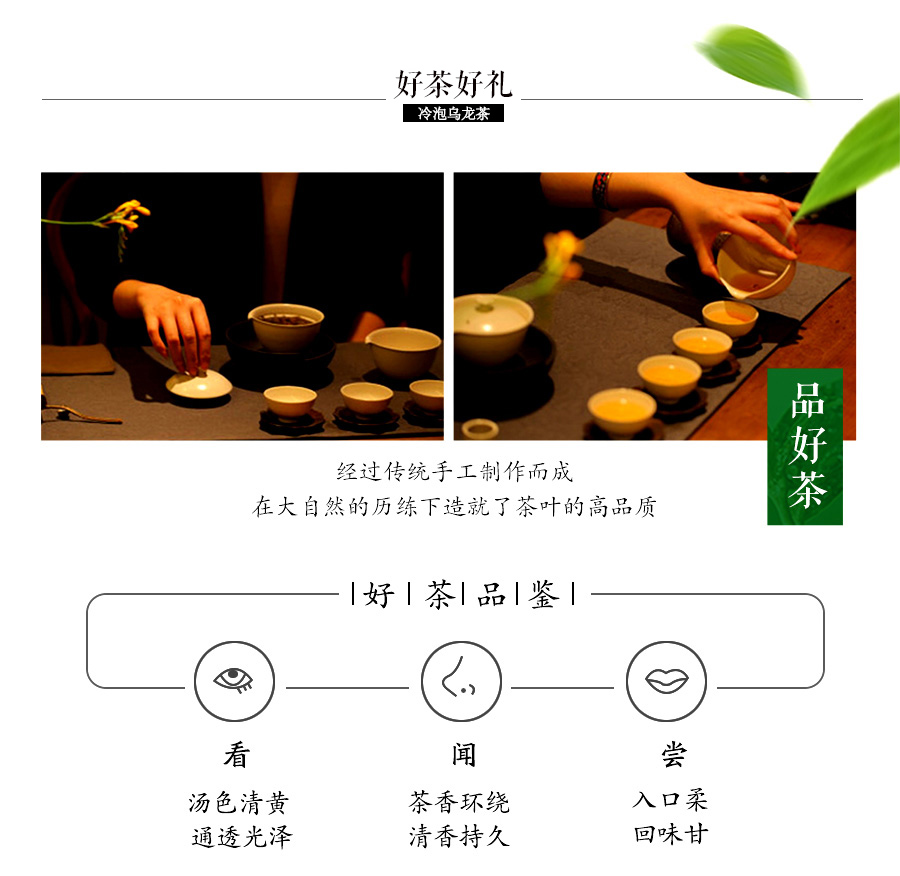 好茶好礼
冷泡乌龙茶
品好茶
经过传统手工制作而成
在大自然的历练下造就了茶叶的高品质
好茶品鉴
看
汤色清黄
通透光泽
闻
茶香环绕
清香持久
尝
入口柔
回味甘